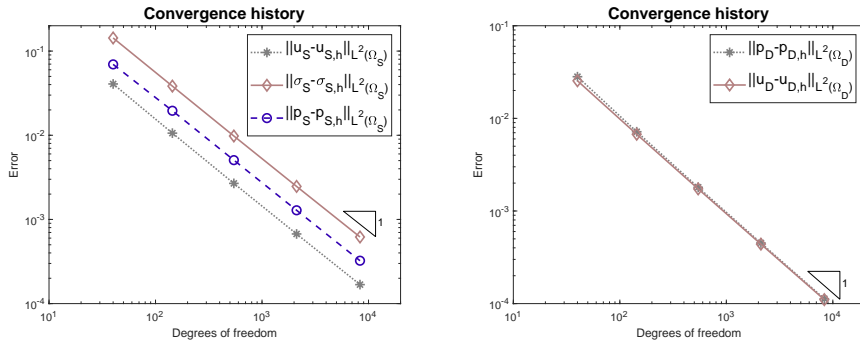 Convergence history
10^-1
10^-2
10^-3
10^-4
Error
10^1
10^2
10^3
10^4
Degrees of freedom
||u_S-u_{S,h}||_{L^2(Ω_S)}
||σ_S-σ_{S,h}||_{L^2(Ω_S)}
||p_S-p_{S,h}||_{L^2(Ω_S)}
1
Convergence history
10^-1
10^-2
10^-3
10^-4
Error
10^1
10^2
10^3
10^4
Degrees of freedom
||p_D-p_{D,h}||_{L^2(Ω_D)}
||u_D-u_{D,h}||_{L^2(Ω_D)}
1